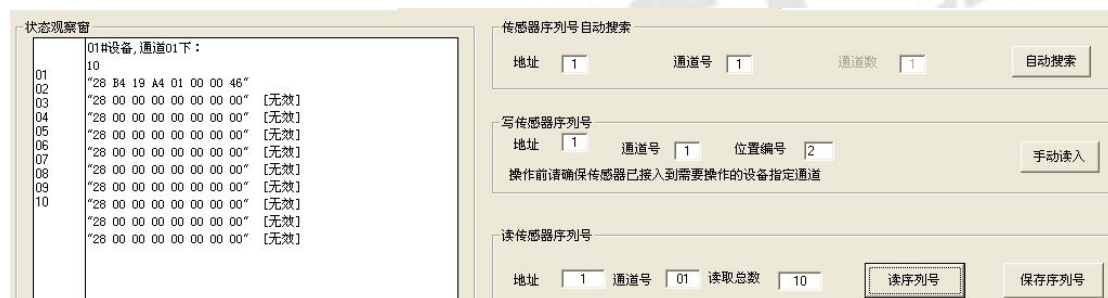 状态观察窗
01#设备,通道01下：
10
01
02
03
04
05
06
07
08
09
10
"28 B4 19 A4 01 00 00 46"
"28 00 00 00 00 00 00 00" [无效]
"28 00 00 00 00 00 00 00" [无效]
"28 00 00 00 00 00 00 00" [无效]
"28 00 00 00 00 00 00 00" [无效]
"28 00 00 00 00 00 00 00" [无效]
"28 00 00 00 00 00 00 00" [无效]
"28 00 00 00 00 00 00 00" [无效]
"28 00 00 00 00 00 00 00" [无效]
"28 00 00 00 00 00 00 00" [无效]
传感器序列号自动搜索
地址 1 通道号 1 通道数 1 自动搜索
写传感器序列号
地址 1 通道号 1 位置编号 2 手动读入
操作前请确保传感器已接入到需要操作的设备指定通道
读传感器序列号
地址 1 通道号 01 读取总数 10 读序列号 保存序列号